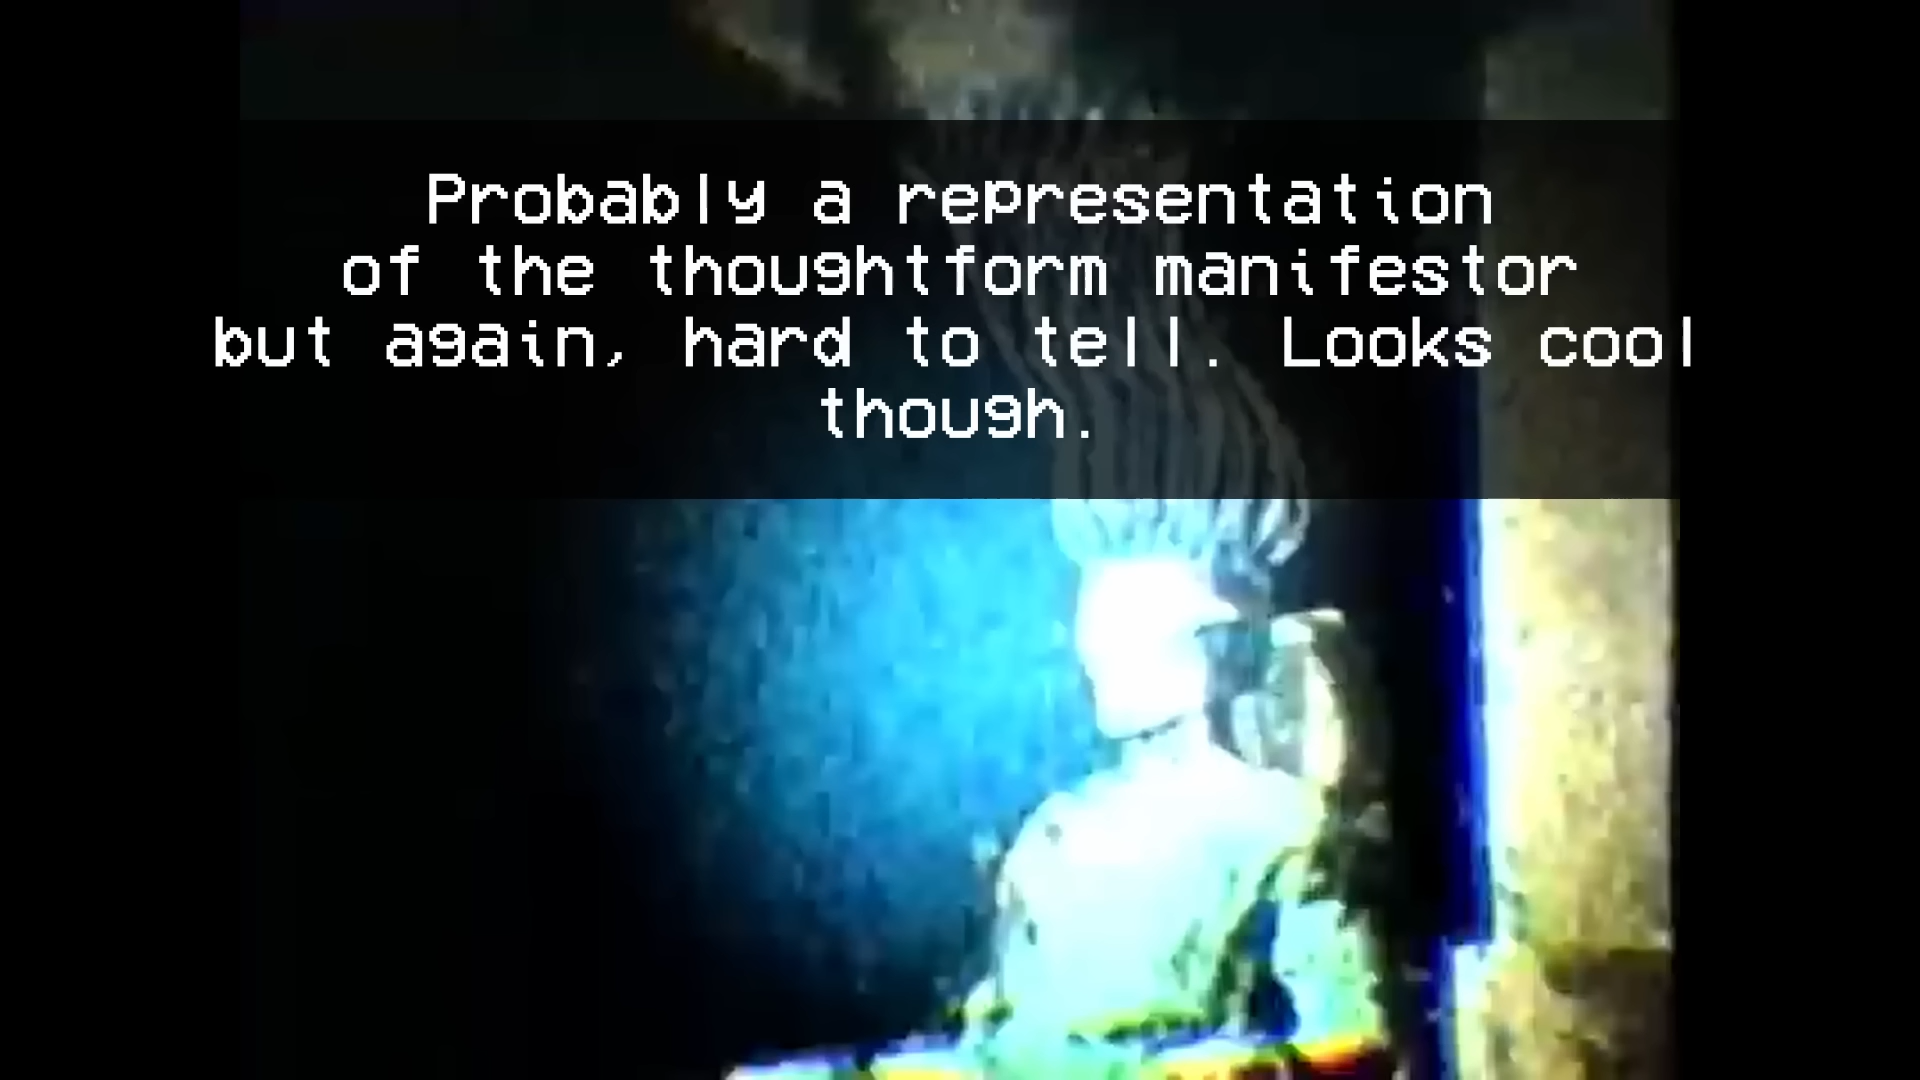 Probably a representation
of the thoughtform manifestor
but again, hard to tell. Looks cool
though.